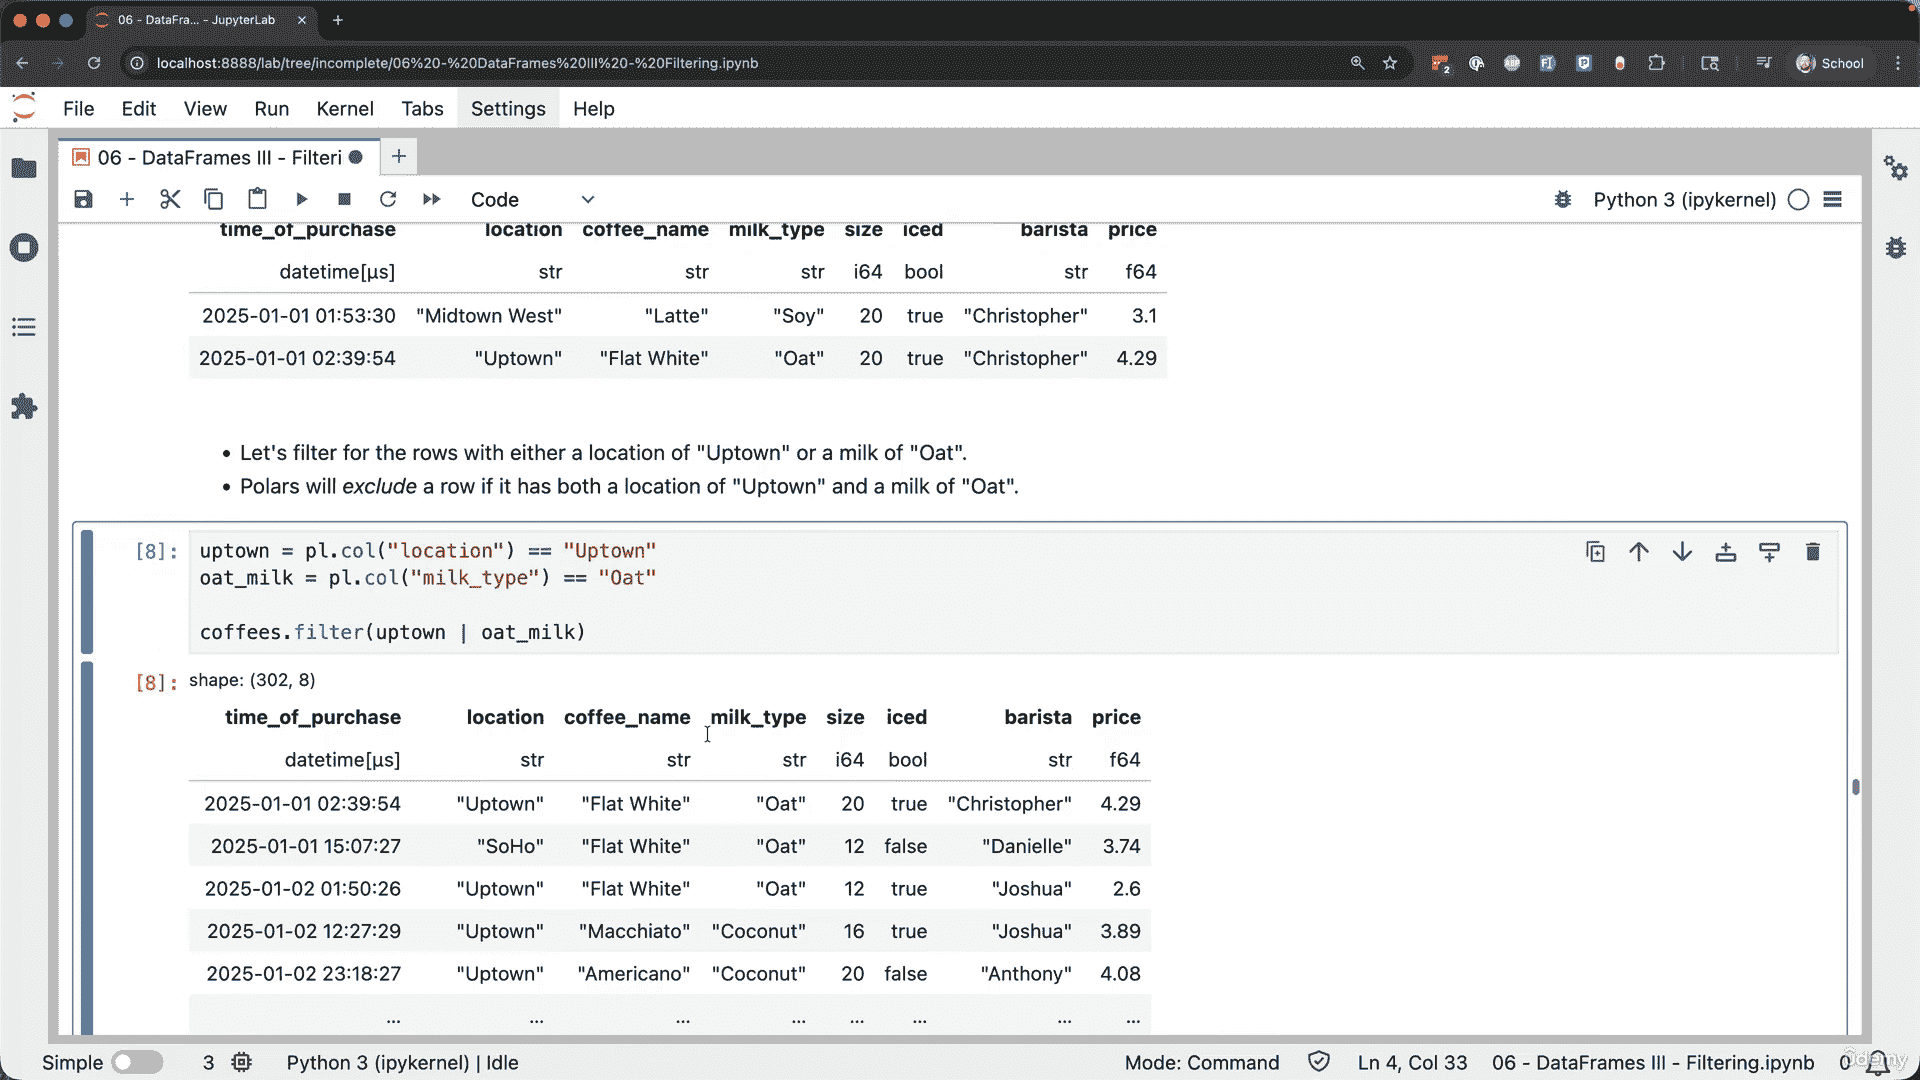 06 - DataFra... - JupyterLab
localhost:8888/lab/tree/incomplete/06%20-%20DataFrames%20III%20-%20Filtering.ipynb
2
School
File Edit View Run Kernel Tabs Settings Help
06 - DataFrames III - Filteri
Code
Python 3 (ipykernel)
time_of_purchase location coffee_name milk_type size iced barista price
datetime[μs] str str str i64 bool str f64
2025-01-01 01:53:30 "Midtown West" "Latte" "Soy" 20 true "Christopher" 3.1
2025-01-01 02:39:54 "Uptown" "Flat White" "Oat" 20 true "Christopher" 4.29
• Let's filter for the rows with either a location of "Uptown" or a milk of "Oat".
• Polars will exclude a row if it has both a location of "Uptown" and a milk of "Oat".
[8]: uptown = pl.col("location") == "Uptown"
oat_milk = pl.col("milk_type") == "Oat"
coffees.filter(uptown | oat_milk)
[8]: shape: (302, 8)
time_of_purchase location coffee_name milk_type size iced barista price
datetime[μs] str str str i64 bool str f64
2025-01-01 02:39:54 "Uptown" "Flat White" "Oat" 20 true "Christopher" 4.29
2025-01-01 15:07:27 "SoHo" "Flat White" "Oat" 12 false "Danielle" 3.74
2025-01-02 01:50:26 "Uptown" "Flat White" "Oat" 12 true "Joshua" 2.6
2025-01-02 12:27:29 "Uptown" "Macchiato" "Coconut" 16 true "Joshua" 3.89
2025-01-02 23:18:27 "Uptown" "Americano" "Coconut" 20 false "Anthony" 4.08
... ... ... ... ... ... ... ...
Simple 3 Python 3 (ipykernel) | Idle Mode: Command Ln 4, Col 33 06 - DataFrames III - Filtering.ipynb 0
Udemy